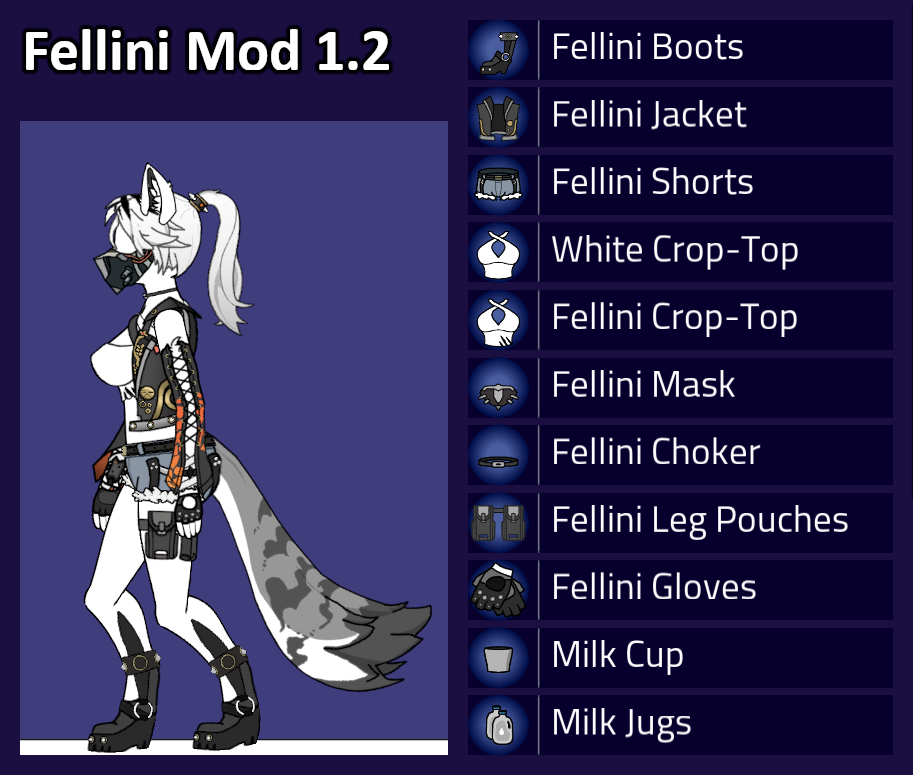 Fellini Mod 1.2
Fellini Boots
Fellini Jacket
Fellini Shorts
White Crop-Top
Fellini Crop-Top
Fellini Mask
Fellini Choker
Fellini Leg Pouches
Fellini Gloves
Milk Cup
Milk Jugs